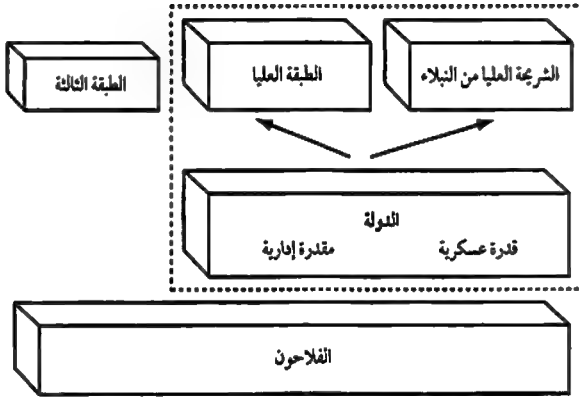 الشريحة العليا من النبلاء
الطبقة العليا
الطبقة الثالثة
الدولة
قدرة عسكرية
مقدرة إدارية
الفلاحون